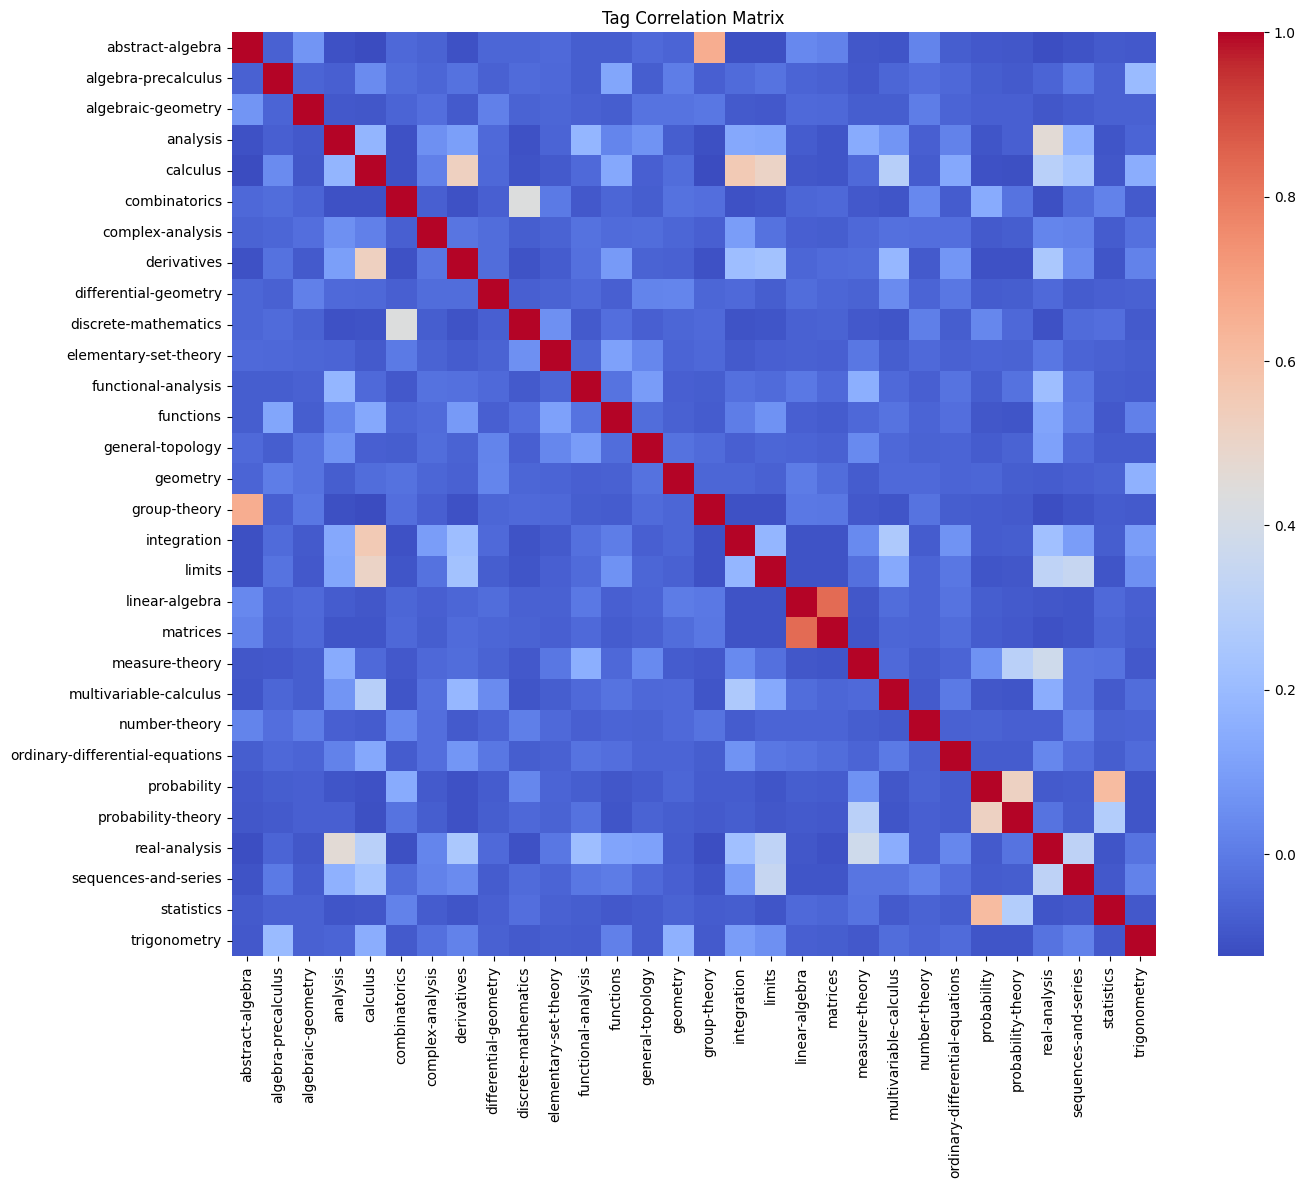 Tag Correlation Matrix
abstract-algebra
algebra-precalculus
algebraic-geometry
analysis
calculus
combinatorics
complex-analysis
derivatives
differential-geometry
discrete-mathematics
elementary-set-theory
functional-analysis
functions
general-topology
geometry
group-theory
integration
limits
linear-algebra
matrices
measure-theory
multivariable-calculus
number-theory
ordinary-differential-equations
probability
probability-theory
real-analysis
sequences-and-series
statistics
trigonometry
abstract-algebra
algebra-precalculus
algebraic-geometry
analysis
calculus
combinatorics
complex-analysis
derivatives
differential-geometry
discrete-mathematics
elementary-set-theory
functional-analysis
functions
general-topology
geometry
group-theory
integration
limits
linear-algebra
matrices
measure-theory
multivariable-calculus
number-theory
ordinary-differential-equations
probability
probability-theory
real-analysis
sequences-and-series
statistics
trigonometry
1.0
0.8
0.6
0.4
0.2
0.0